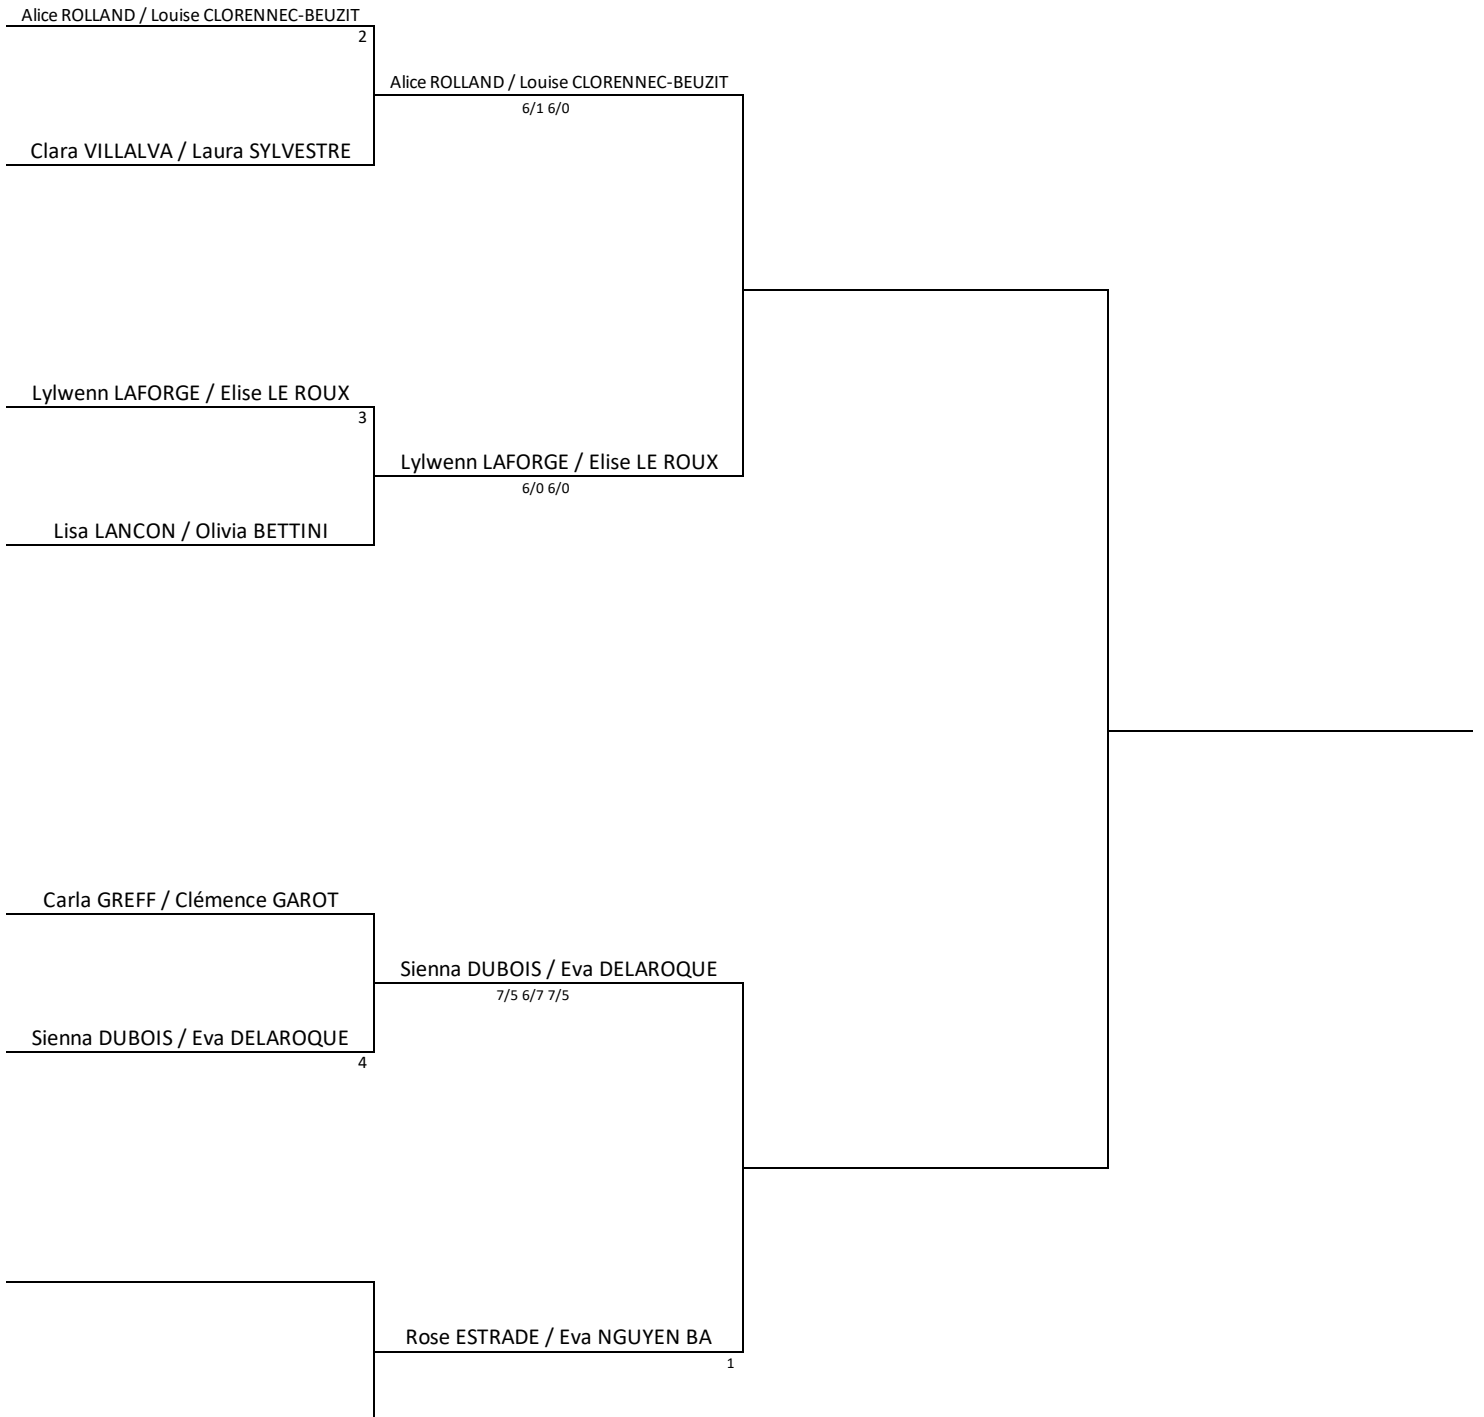 Alice ROLLAND / Louise CLORENNEC-BEUZIT
2
Alice ROLLAND / Louise CLORENNEC-BEUZIT
6/1 6/0
Clara VILLALVA / Laura SYLVESTRE
Lylwenn LAFORGE / Elise LE ROUX
3
Lylwenn LAFORGE / Elise LE ROUX
6/0 6/0
Lisa LANCON / Olivia BETTINI
Carla GREFF / Clémence GAROT
Sienna DUBOIS / Eva DELAROQUE
7/5 6/7 7/5
Sienna DUBOIS / Eva DELAROQUE
4
Rose ESTRADE / Eva NGUYEN BA
1